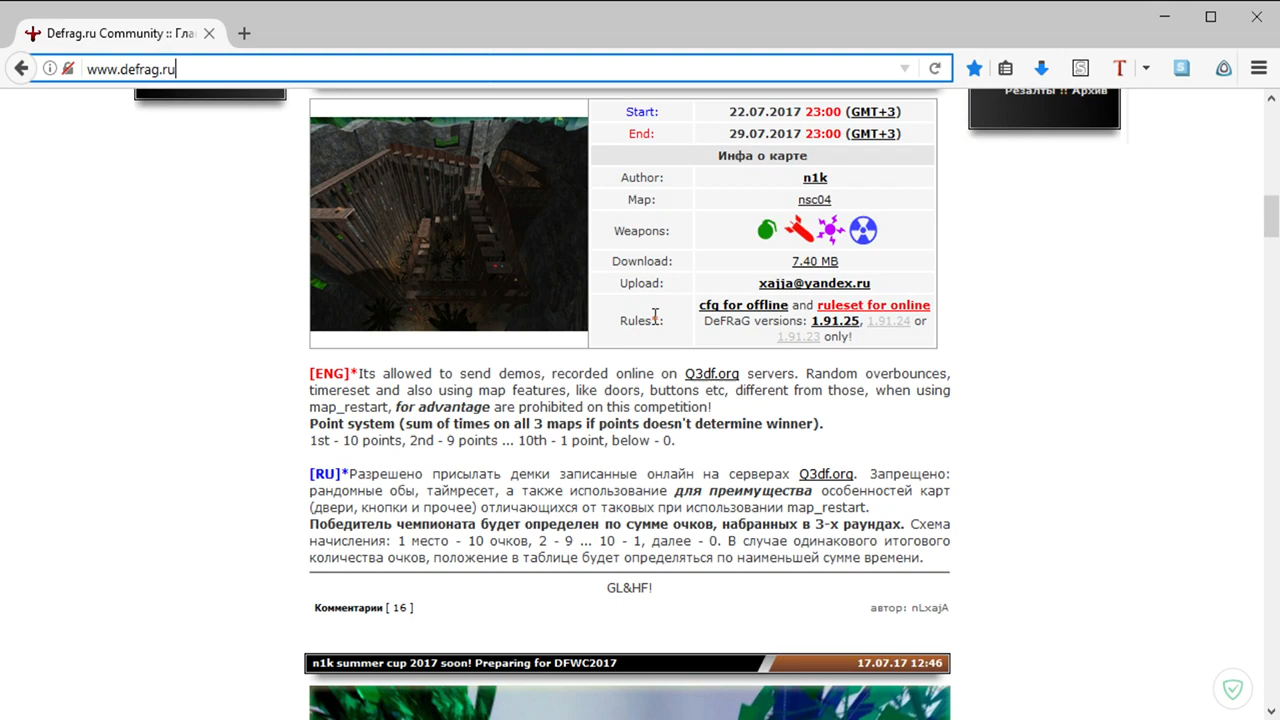 Defrag.ru Community :: Гла
www.defrag.ru
Резалты :: Архив
Start: 22.07.2017 23:00 (GMT+3)
End: 29.07.2017 23:00 (GMT+3)
Инфа о карте
Author: n1k
Map: nsc04
Weapons:
Download: 7.40 MB
Upload: xajja@yandex.ru
cfg for offline and ruleset for online
Rules: DeFRaG versions: 1.91.25, 1.91.24 or
1.91.23 only!
[ENG]*Its allowed to send demos, recorded online on Q3df.org servers. Random overbounces,
timereset and also using map features, like doors, buttons etc, different from those, when using
map_restart, for advantage are prohibited on this competition!
Point system (sum of times on all 3 maps if points doesn't determine winner).
1st - 10 points, 2nd - 9 points ... 10th - 1 point, below - 0.
[RU]*Разрешено присылать демки записанные онлайн на серверах Q3df.org. Запрещено:
рандомные обы, таймресет, а также использование для преимущества особенностей карт
(двери, кнопки и прочее) отличающихся от таковых при использовании map_restart.
Победитель чемпионата будет определен по сумме очков, набранных в 3-х раундах. Схема
начисления: 1 место - 10 очков, 2 - 9 ... 10 - 1, далее - 0. В случае одинакового итогового
количества очков, положение в таблице будет определяться по наименьшей сумме времени.
GL&HF!
Комментарии [ 16 ] автор: nLxajA
n1k summer cup 2017 soon! Preparing for DFWC2017 17.07.17 12:46